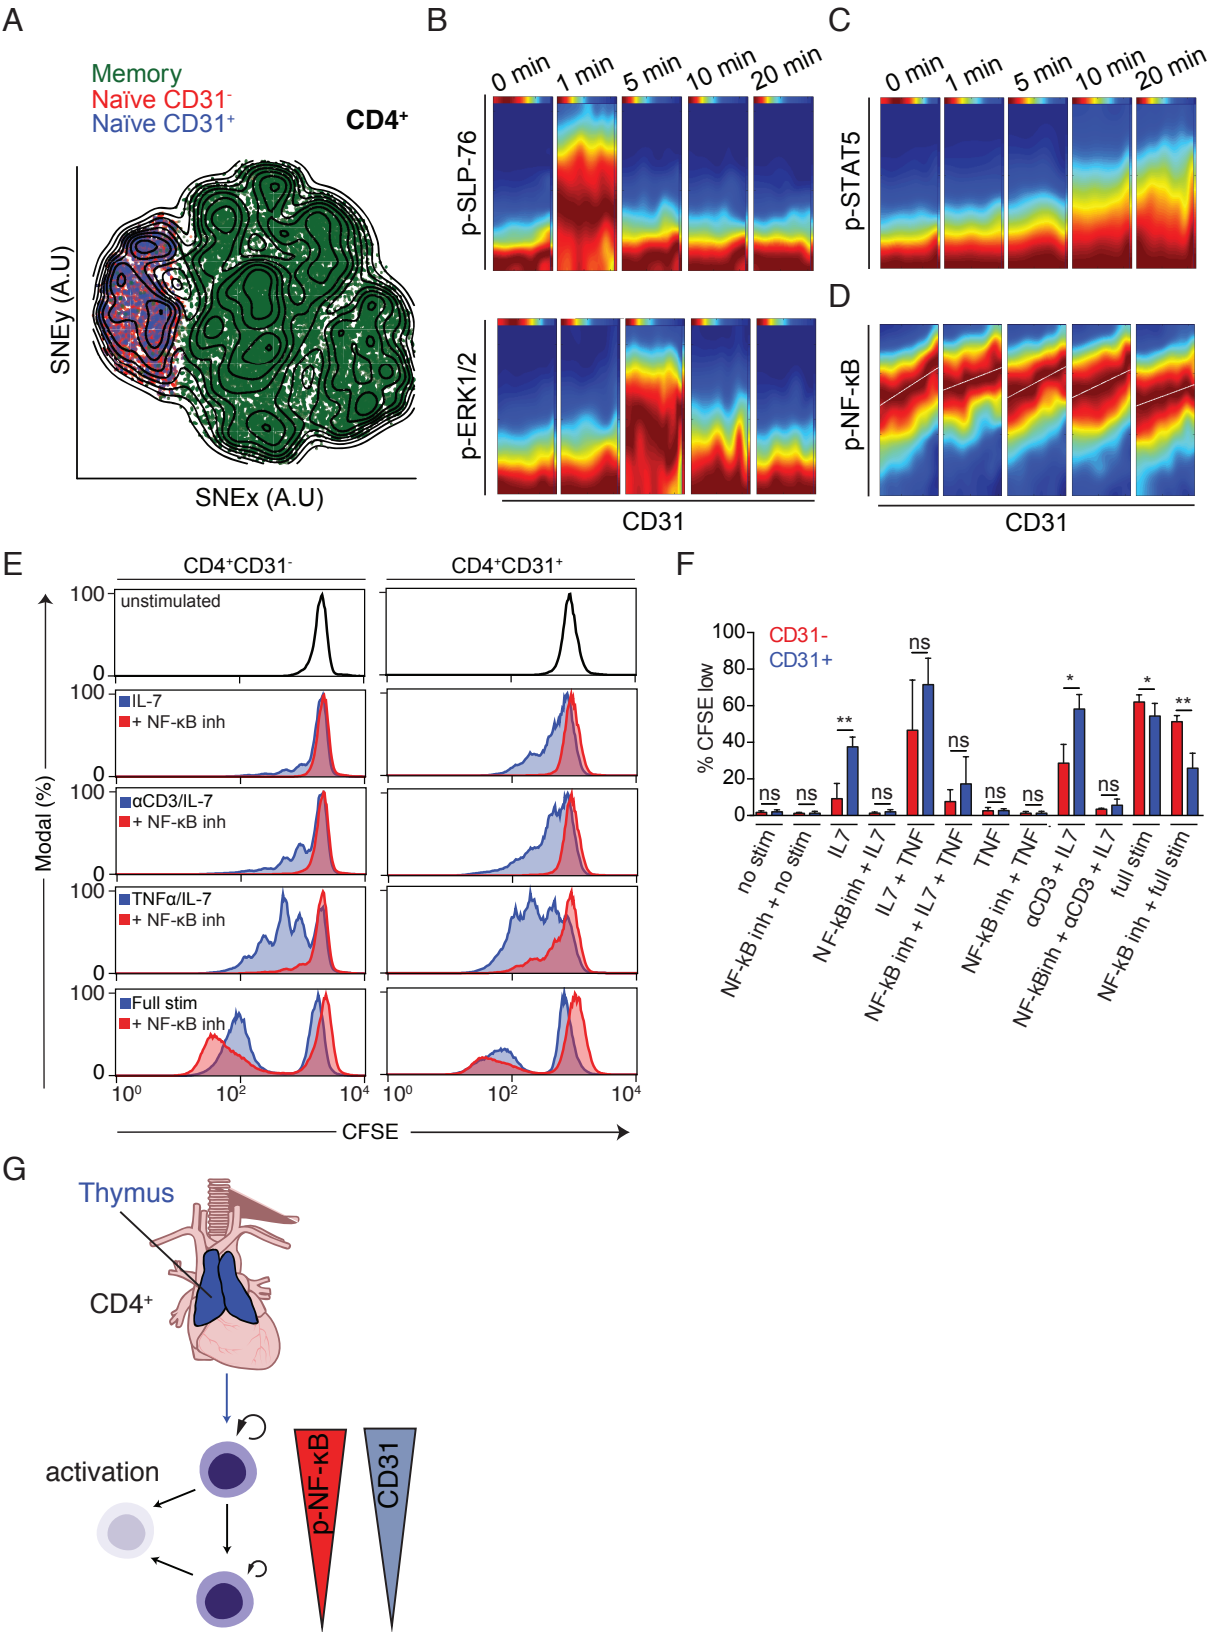 A
Memory
Naïve CD31-
Naïve CD31+
CD4+
SNEy (A.U)
SNEx (A.U)
B
0 min
1 min
5 min
10 min
20 min
p-SLP-76
p-ERK1/2
CD31
C
0 min
1 min
5 min
10 min
20 min
p-STAT5
D
p-NF-κB
CD31
E
CD4+CD31-
CD4+CD31+
Modal (%)
100
unstimulated
0
100
IL-7
+ NF-κB inh
0
100
αCD3/IL-7
+ NF-κB inh
0
100
TNFα/IL-7
+ NF-κB inh
0
100
Full stim
+ NF-κB inh
0
10⁰
10²
10⁴
10⁰
10²
10⁴
CFSE
F
CD31-
CD31+
% CFSE low
100
80
60
40
20
0
ns
ns
**
ns
ns
ns
ns
ns
*
ns
*
**
no stim
NF-κB inh + no stim
IL7
NF-κB inh + IL7
IL7 + TNF
NF-κB inh + IL7 + TNF
TNF
NF-κB inh + TNF
αCD3 + IL7
NF-κBinh + αCD3 + IL7
full stim
NF-κB inh + full stim
G
Thymus
CD4+
activation
p-NF-κB
CD31